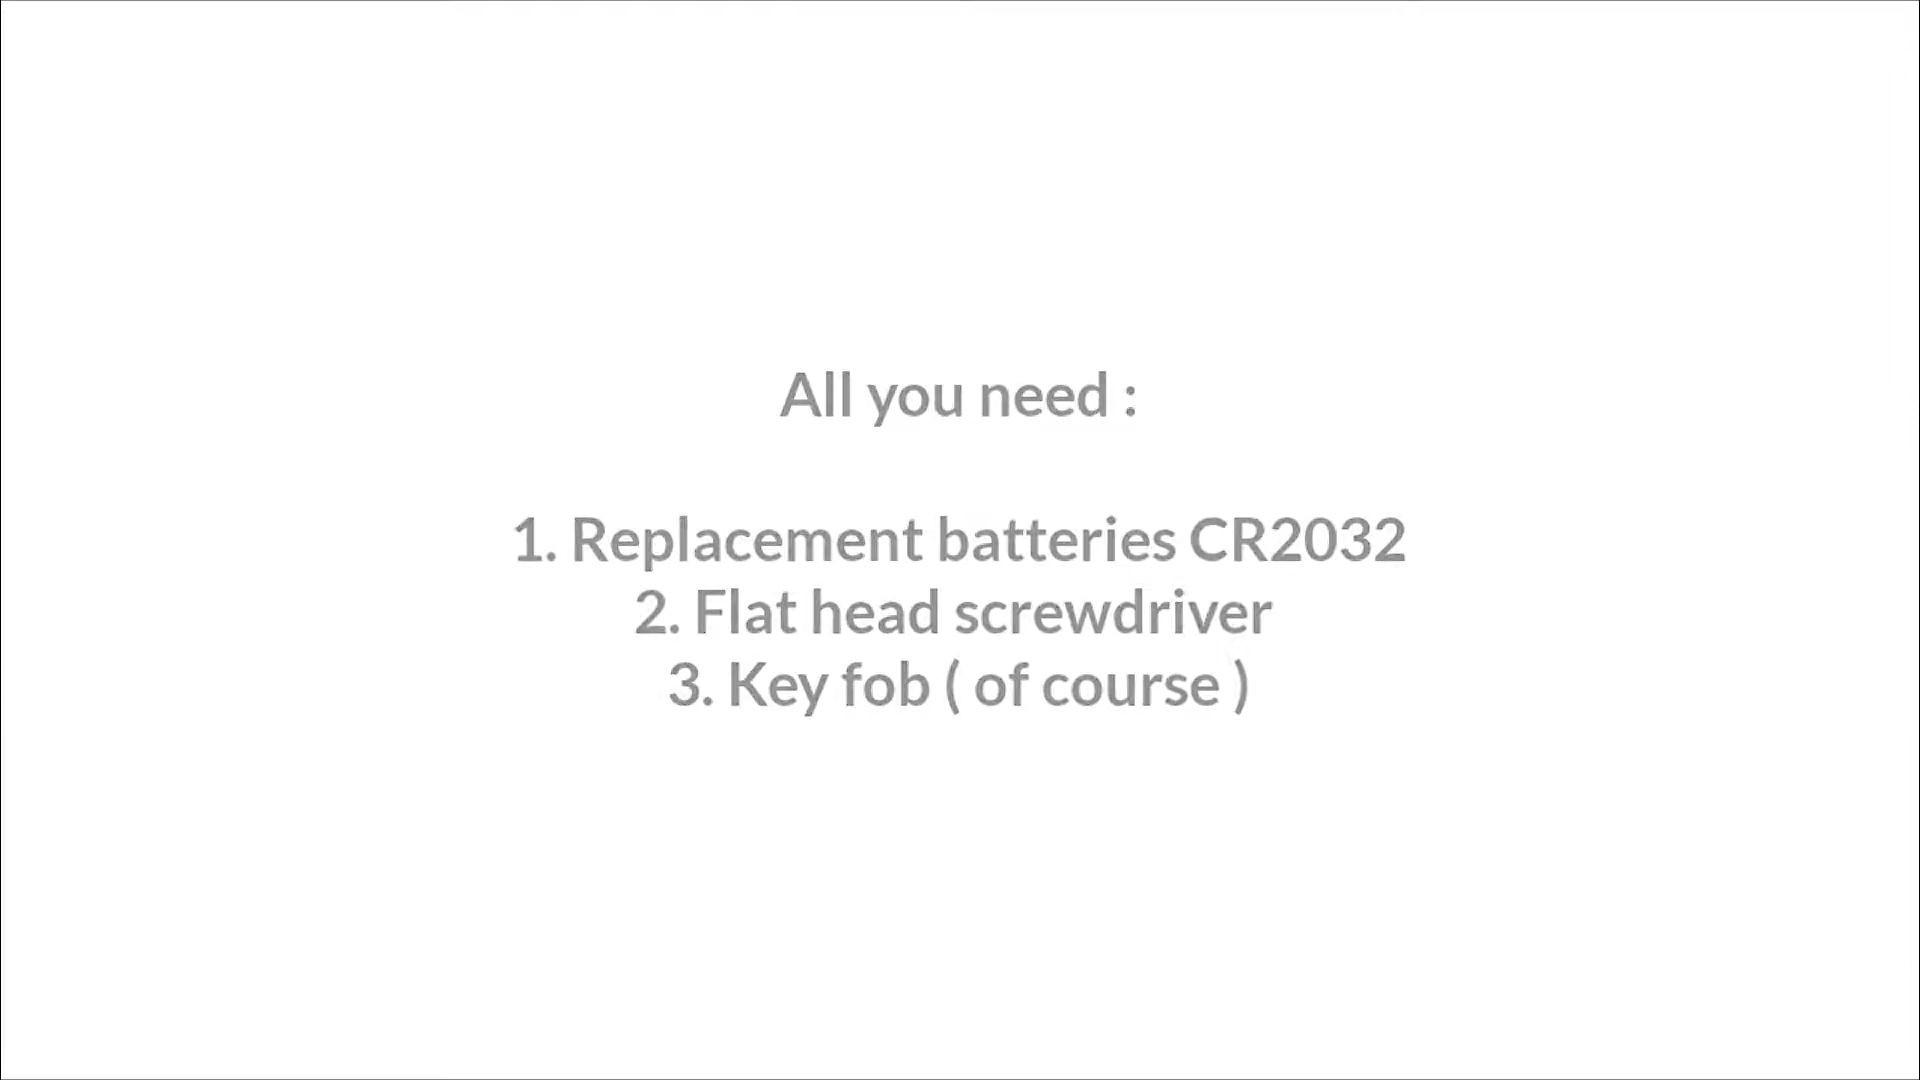 All you need :
1. Replacement batteries CR2032
2. Flat head screwdriver
3. Key fob ( of course )